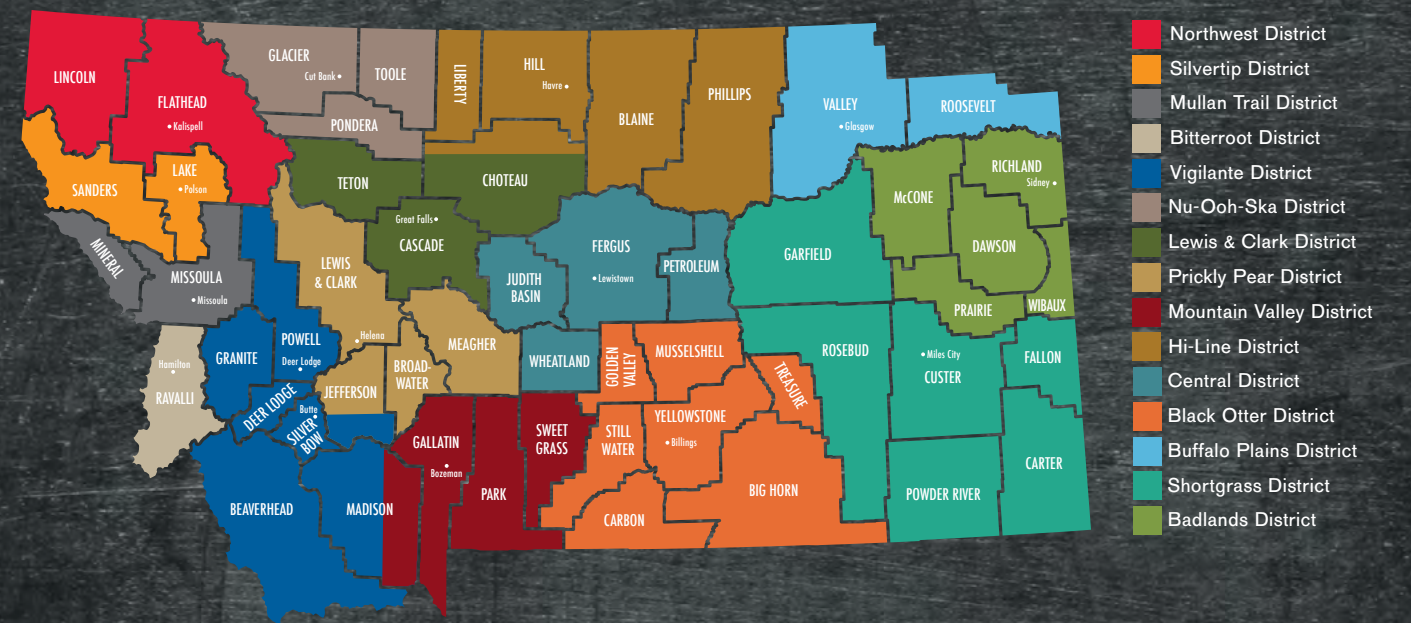 LINCOLN
FLATHEAD
Kalispell
GLACIER
Cut Bank
TOOLE
PONDERA
LIBERTY
HILL
Havre
BLAINE
PHILLIPS
VALLEY
Glasgow
ROOSEVELT
SANDERS
LAKE
Polson
TETON
CHOTEAU
Great Falls
CASCADE
McCONE
RICHLAND
Sidney
DAWSON
MINERAL
MISSOULA
Missoula
LEWIS
& CLARK
Helena
JUDITH
BASIN
FERGUS
Lewistown
PETROLEUM
GARFIELD
PRAIRIE
WIBAUX
Hamilton
RAVALLI
GRANITE
POWELL
Deer Lodge
DEER LODGE
Butte
SILVER
BOW
JEFFERSON
BROAD-
WATER
MEAGHER
WHEATLAND
GOLDEN
VALLEY
MUSSELSHELL
TREASURE
ROSEBUD
Miles City
CUSTER
FALLON
BEAVERHEAD
MADISON
GALLATIN
Bozeman
PARK
SWEET
GRASS
STILL
WATER
YELLOWSTONE
Billings
CARBON
BIG HORN
POWDER RIVER
CARTER
Northwest District
Silvertip District
Mullan Trail District
Bitterroot District
Vigilante District
Nu-Ooh-Ska District
Lewis & Clark District
Prickly Pear District
Mountain Valley District
Hi-Line District
Central District
Black Otter District
Buffalo Plains District
Shortgrass District
Badlands District